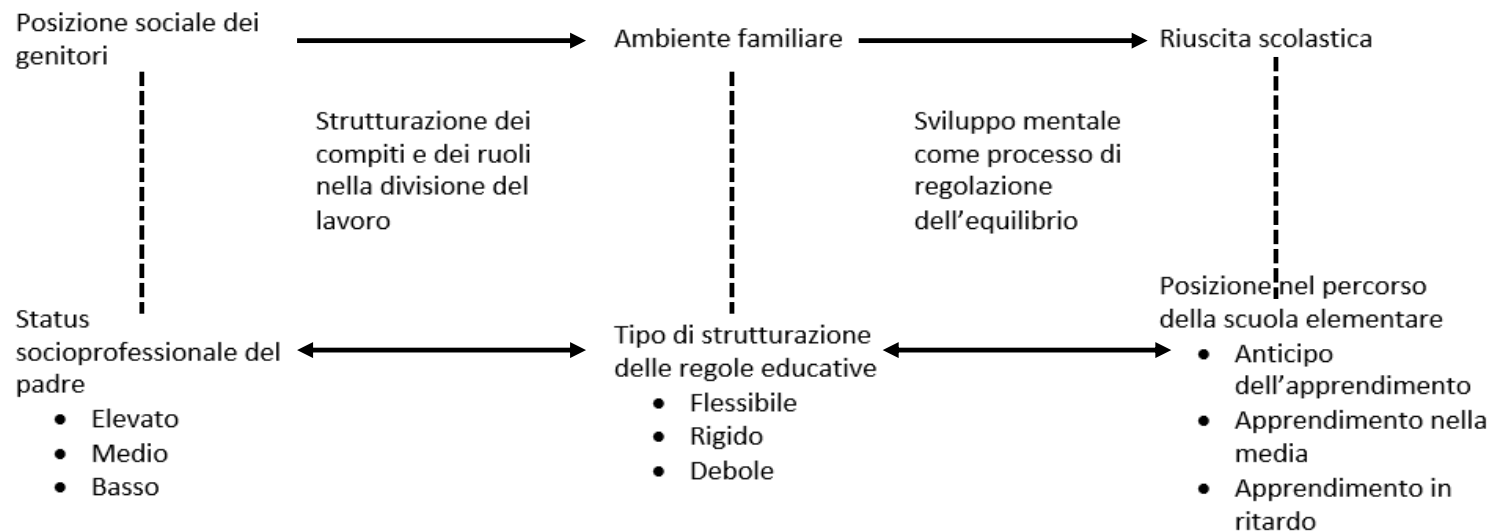 Posizione sociale dei
genitori
Ambiente familiare
Riuscita scolastica
Strutturazione dei
compiti e dei ruoli
nella divisione del
lavoro
Sviluppo mentale
come processo di
regolazione
dell'equilibrio
Status
socioprofessionale del
padre
• Elevato
• Medio
• Basso
Tipo di strutturazione
delle regole educative
• Flessibile
• Rigido
• Debole
Posizione nel percorso
della scuola elementare
• Anticipo
dell'apprendimento
• Apprendimento nella
media
• Apprendimento in
ritardo